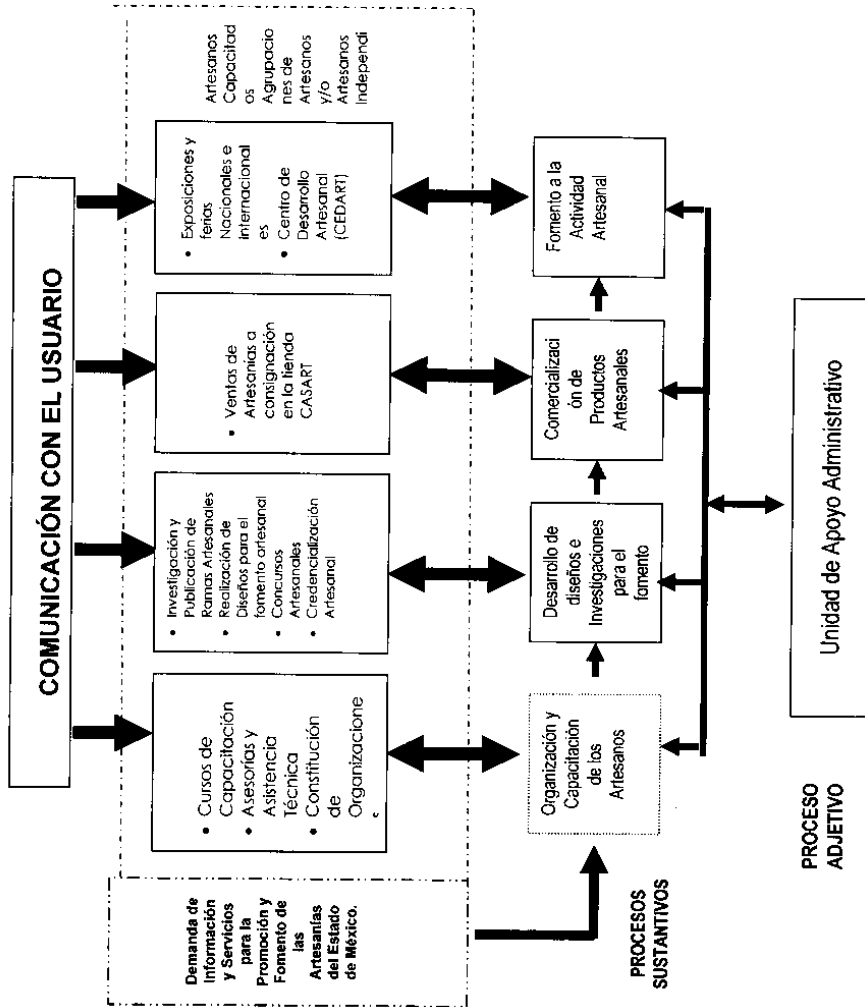 COMUNICACIÓN CON EL USUARIO
Demanda de
Información
y Servicios
para la
Promoción y
Fomento de
las
Artesanías
del Estado
de México.
• Cursos de
Capacitación
• Asesorías y
Asistencia
Técnica
• Constitución
de
Organizacione
s
• Investigación y
Publicación de
Ramas Artesanales
• Realización de
Diseños para el
fomento artesanal
• Concursos
Artesanales
• Credencialización
Artesanal
• Ventas de
Artesanías a
consignación
en la tienda
CASART
• Exposiciones y
ferias
Nacionales e
internacional
es
• Centro de
Desarrollo
Artesanal
(CEDART)
Artesanos
Capacitad
os
Agrupacio
nes de
Artesanos
y/o
Artesanos
Independi
PROCESOS
SUSTANTIVOS
Organización y
Capacitación
de los
Artesanos
Desarrollo de
diseños e
Investigaciones
para el
fomento
Comercializaci
ón de
Productos
Artesanales
Fomento a la
Actividad
Artesanal
PROCESO
ADJETIVO
Unidad de Apoyo Administrativo